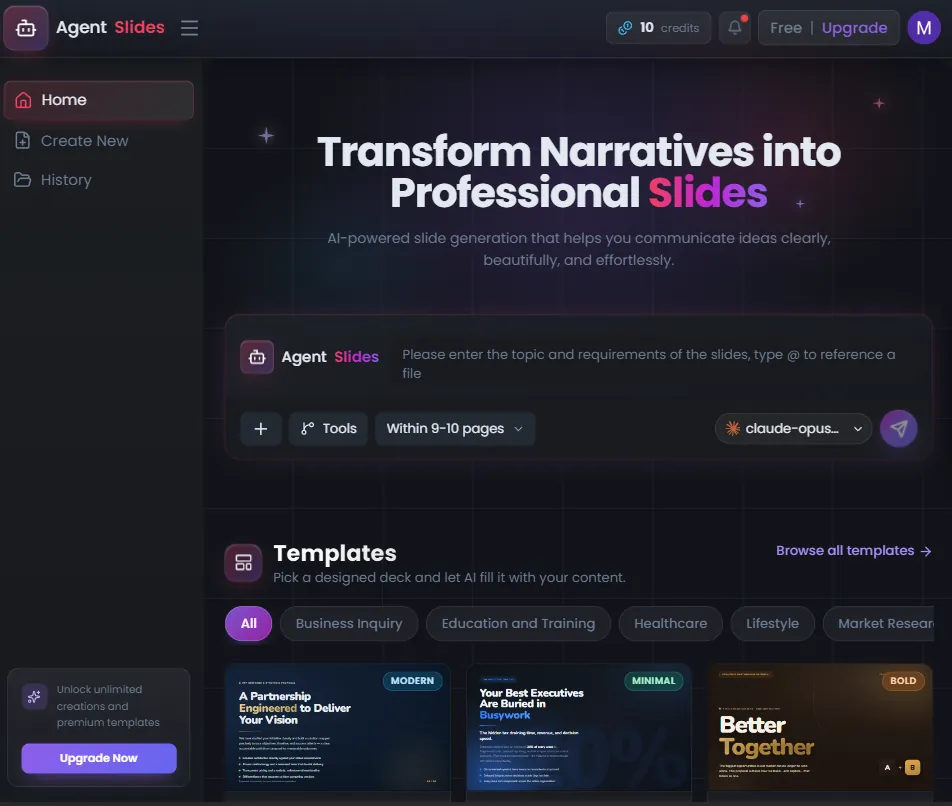 Agent Slides
10 credits
Free | Upgrade
M
Home
Create New
History
Transform Narratives into
Professional Slides
AI-powered slide generation that helps you communicate ideas clearly,
beautifully, and effortlessly.
Agent Slides
Please enter the topic and requirements of the slides, type @ to reference a
file
Tools
Within 9-10 pages
claude-opus...
Templates
Pick a designed deck and let AI fill it with your content.
Browse all templates →
All
Business Inquiry
Education and Training
Healthcare
Lifestyle
Market Resear
MODERN
A Partnership
Engineered to Deliver
Your Vision
MINIMAL
Your Best Executives
Are Buried in
Busywork
BOLD
Better
Together
A
B
Unlock unlimited
creations and
premium templates
Upgrade Now